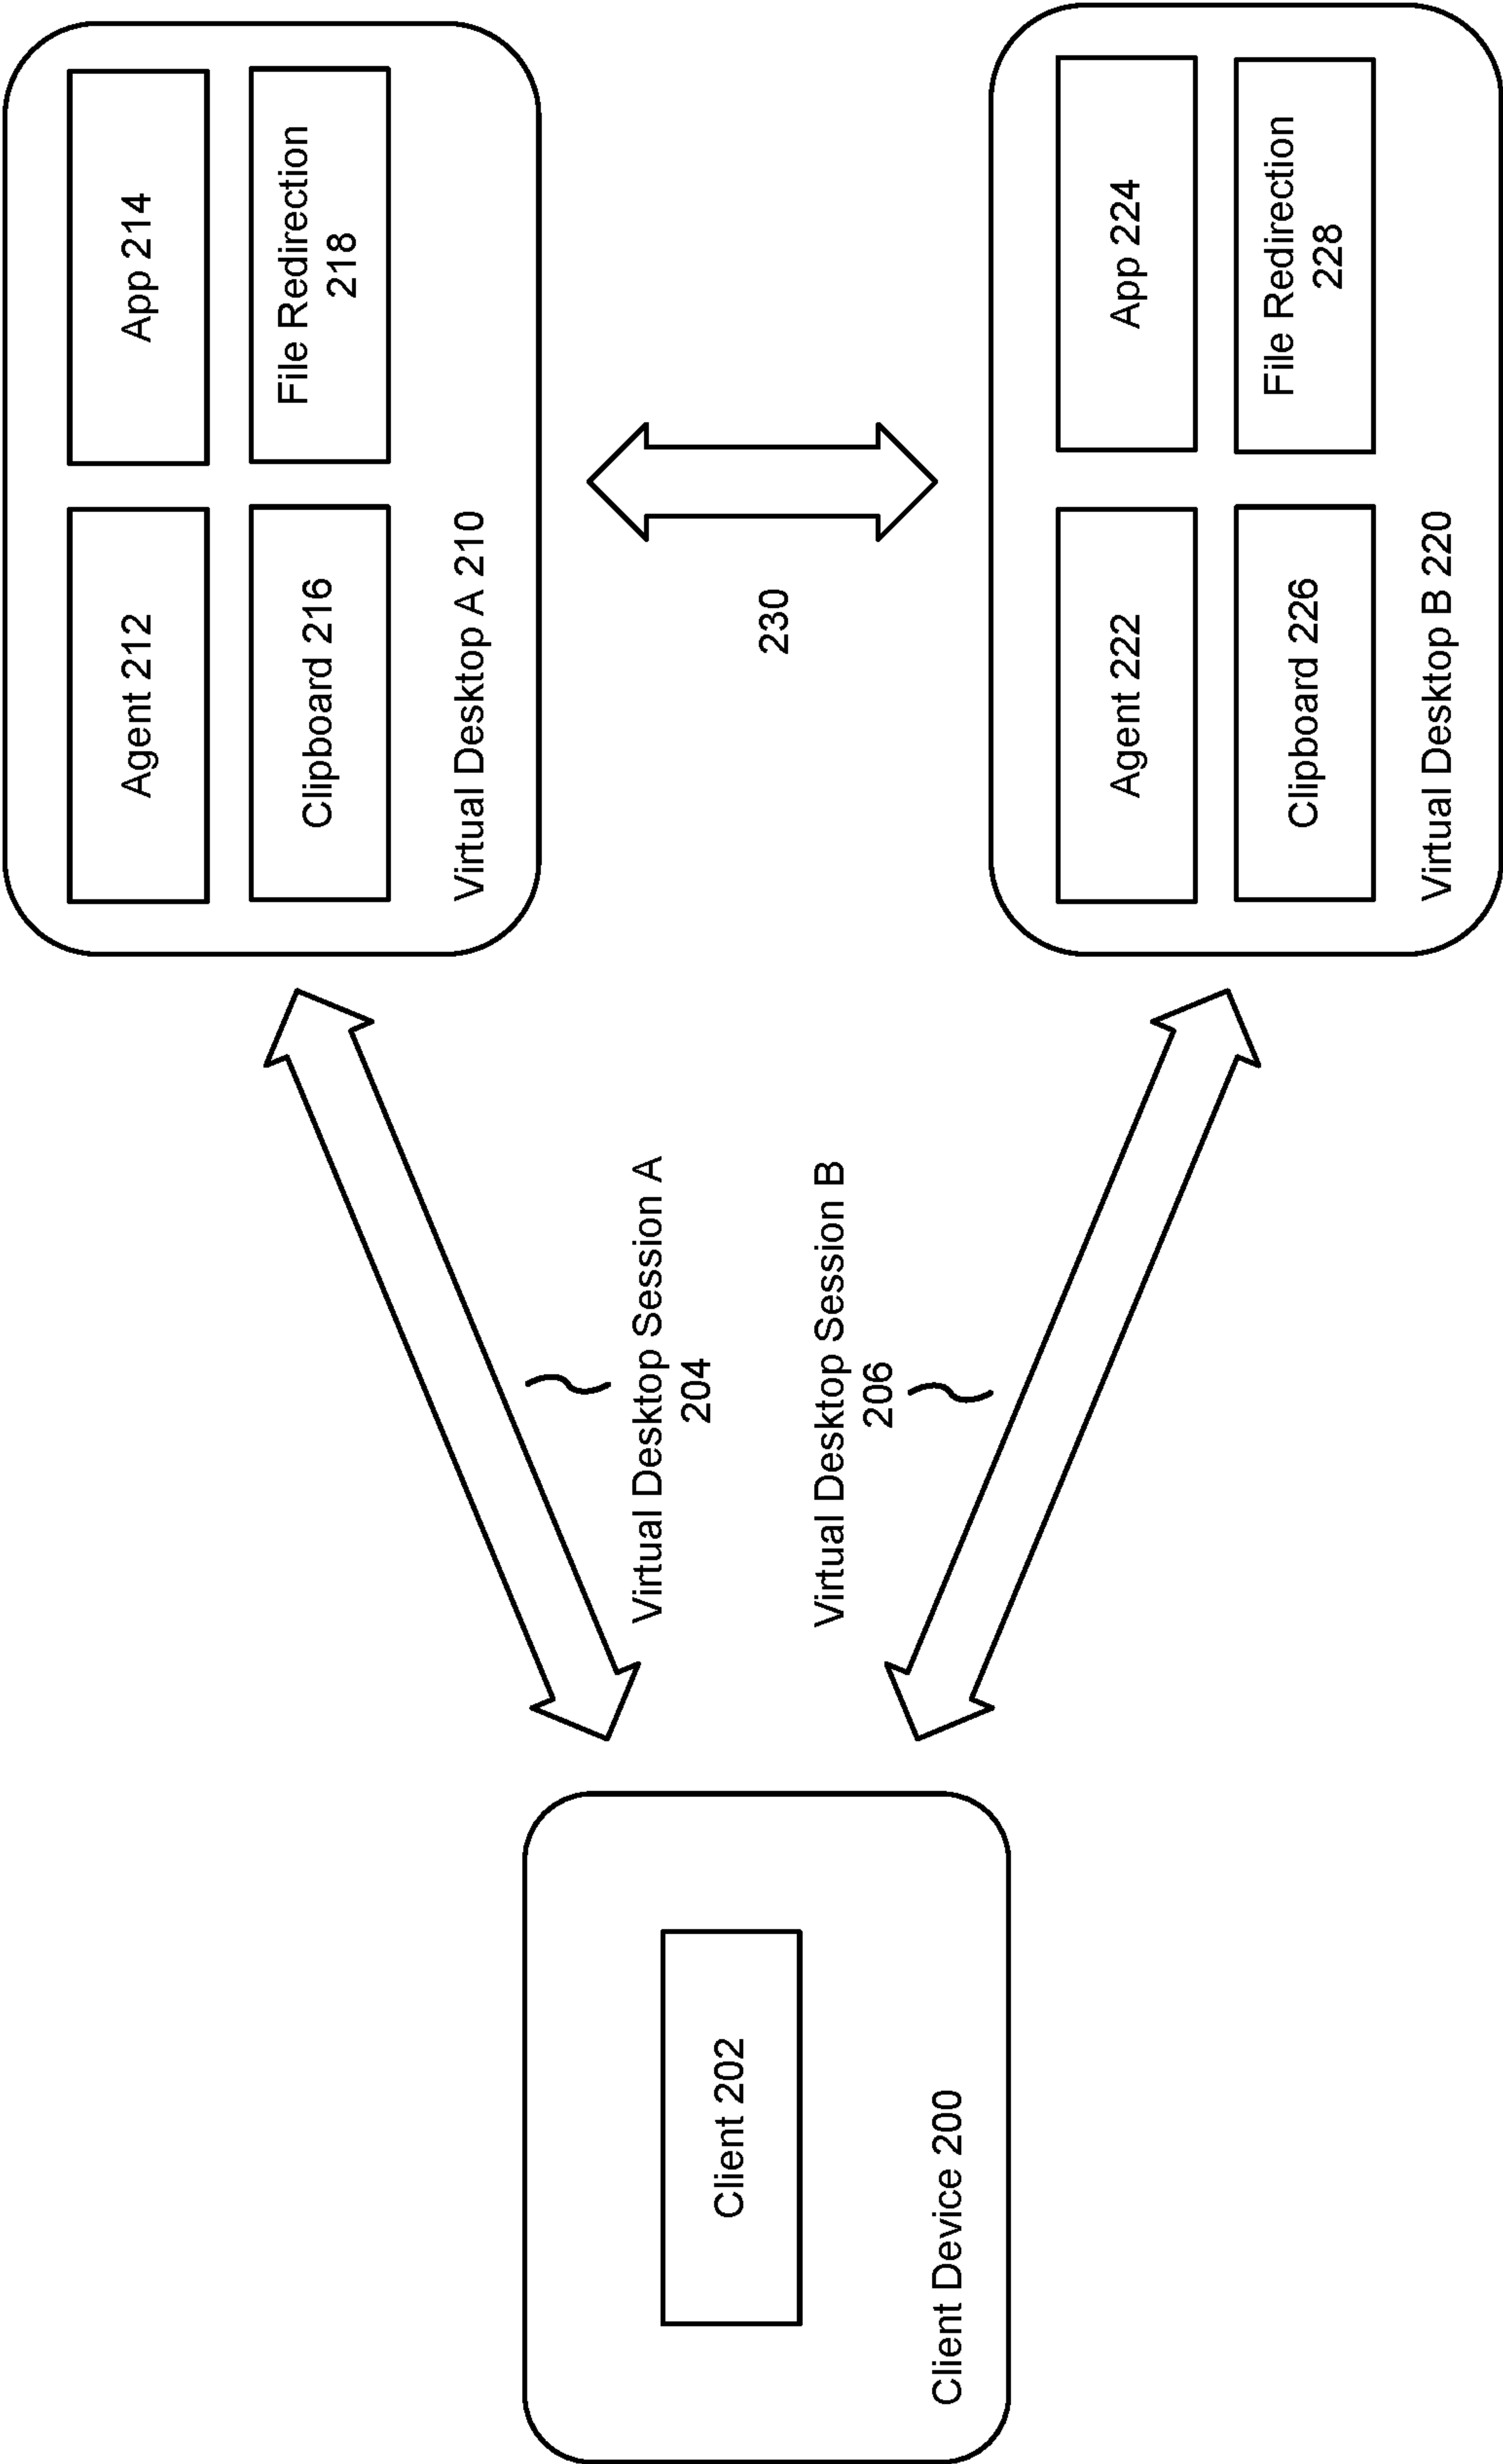 Agent 212
App 214
Clipboard 216
File Redirection
218
Virtual Desktop A 210
Virtual Desktop Session A
204
Client 202
Client Device 200
230
Virtual Desktop Session B
206
Agent 222
App 224
Clipboard 226
File Redirection
228
Virtual Desktop B 220